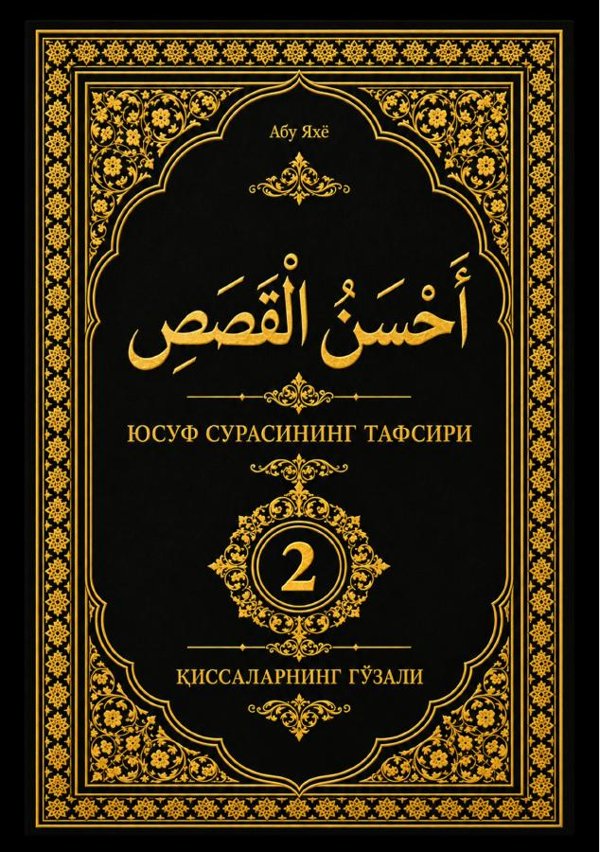 Абу Яхё
أَحْسَنُ الْقَصَصِ
ЮСУФ СУРАСИНИНГ ТАФСИРИ
2
ҚИССАЛАРНИНГ ГЎЗАЛИ